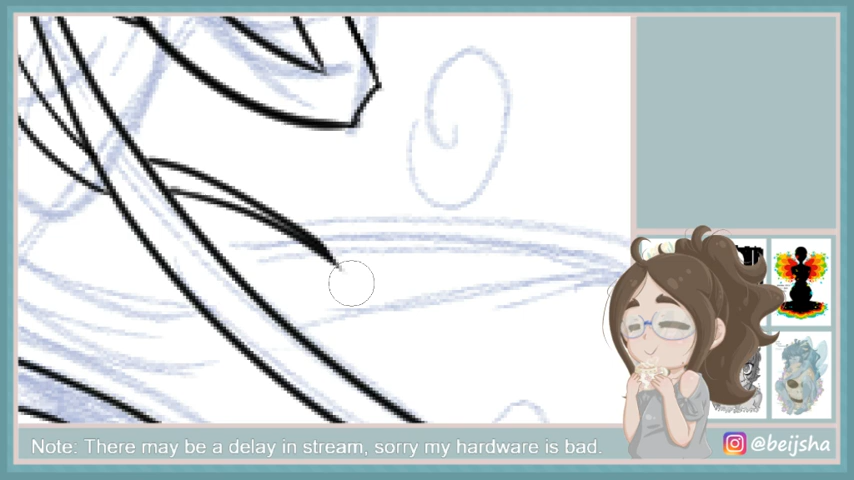 Note: There may be a delay in stream, sorry my hardware is bad.
@beijsha